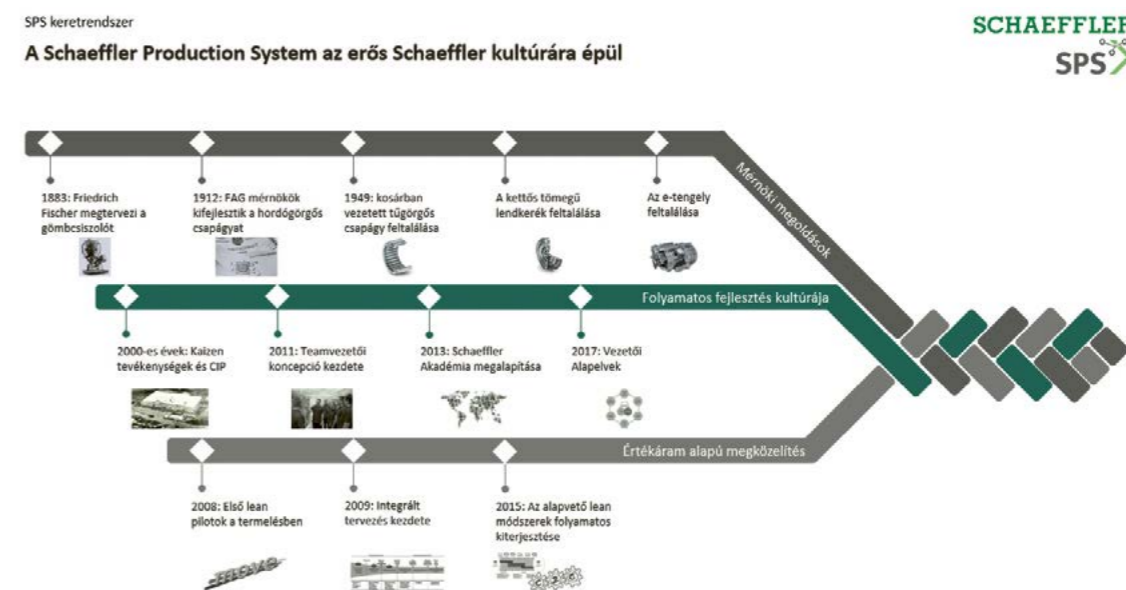 SPS keretrendszer
A Schaeffler Production System az erős Schaeffler kultúrára épül
SCHAEFFLER
SPS
1883: Friedrich
Fischer megtervezi a
gömbcsiszolót
1912: FAG mérnökök
kifejlesztik a hordógörgős
csapágyat
1949: kosárban
vezetett tűgörgős
csapágy feltalálása
A kettős tömegű
lendkerék feltalálása
Az e-tengely
feltalálása
Mérnöki megoldások
Folyamatos fejlesztés kultúrája
2000-es évek: Kaizen
tevékenységek és CIP
2011: Teamvezetői
koncepció kezdete
2013: Schaeffler
Akadémia megalapítása
2017: Vezetői
Alapelvek
Értékáram alapú megközelítés
2008: Első lean
pilotok a termelésben
2009: Integrált
tervezés kezdete
2015: Az alapvető lean
módszerek folyamatos
kiterjesztése